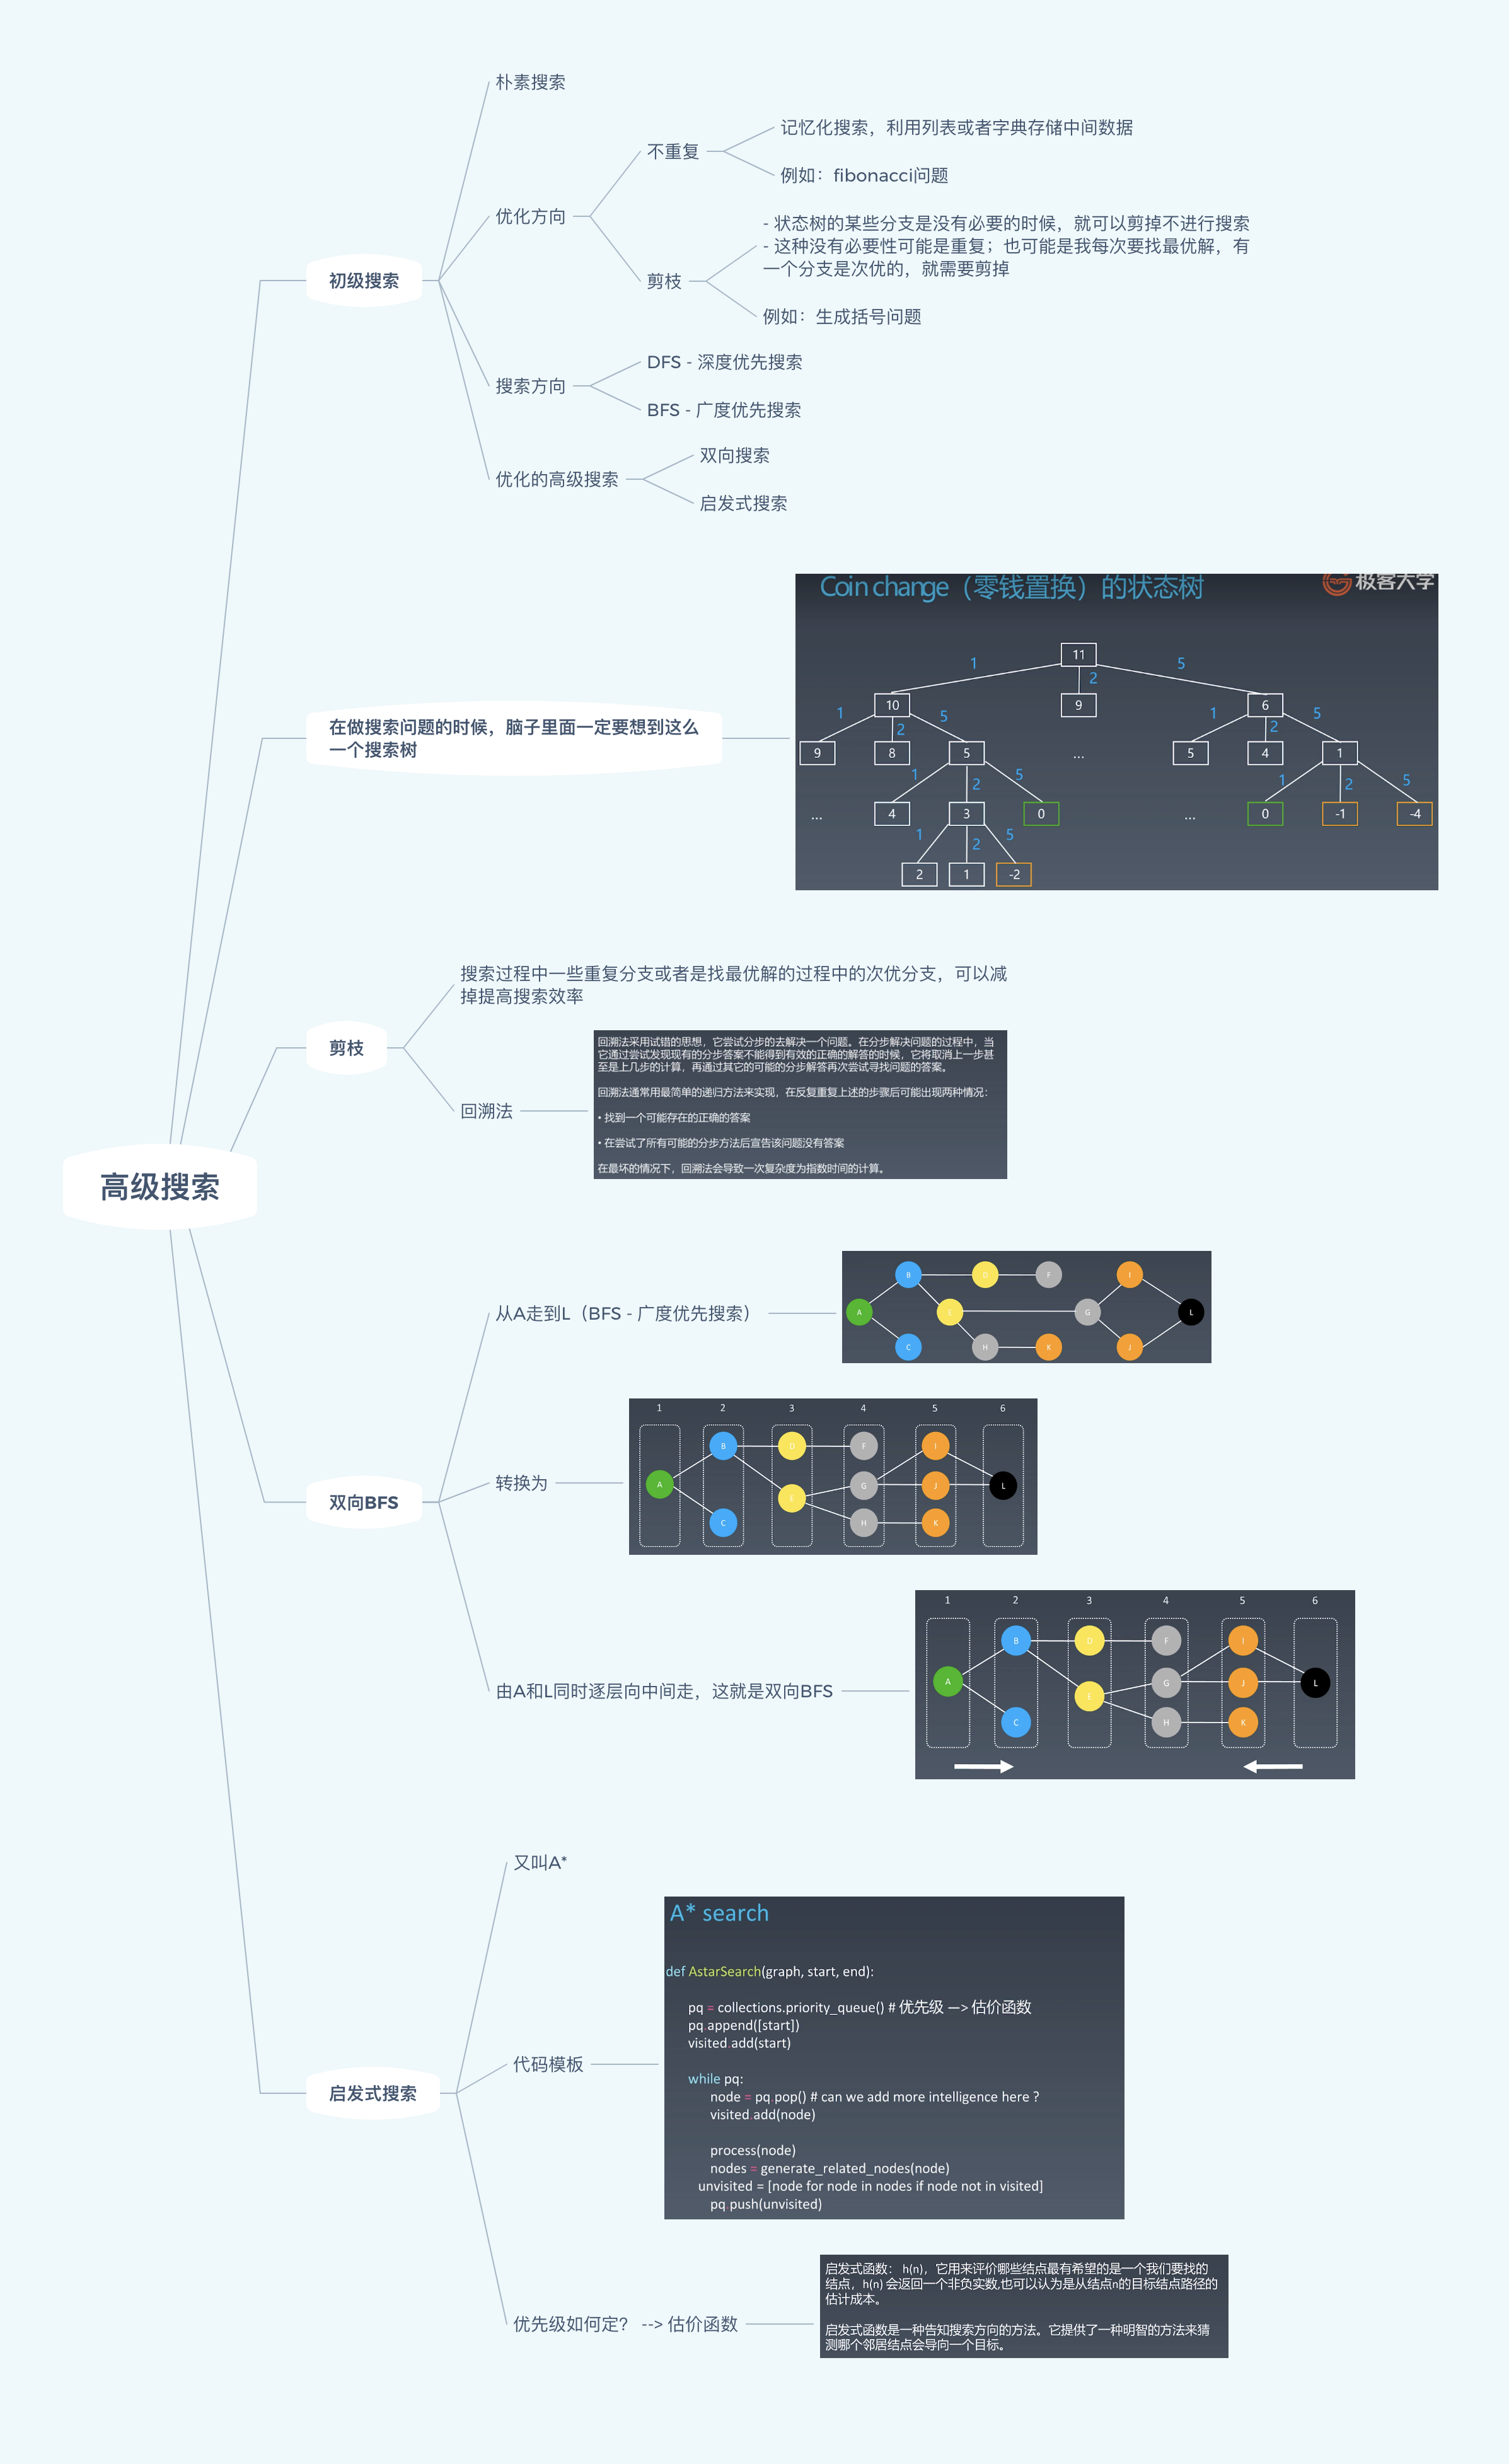 朴素搜索
记忆化搜索，利用列表或者字典存储中间数据
不重复
例如：fibonacci问题
优化方向
- 状态树的某些分支是没有必要的时候，就可以剪掉不进行搜索
- 这种没有必要性可能是重复；也可能是我每次要找最优解，有
一个分支是次优的，就需要剪掉
剪枝
例如：生成括号问题
初级搜索
DFS - 深度优先搜索
搜索方向
BFS - 广度优先搜索
双向搜索
优化的高级搜索
启发式搜索
Coin change（零钱置换）的状态树
极客大学
11
1 2 5
10 9 6
1 2 5 1 2 5
9 8 5 ... 5 4 1
1 2 5 1 2 5
... 4 3 0 ... 0 -1 -4
1 2 5
2 1 -2
在做搜索问题的时候，脑子里面一定要想到这么
一个搜索树
搜索过程中一些重复分支或者是找最优解的过程中的次优分支，可以减
掉提高搜索效率
剪枝
回溯法
回溯法采用试错的思想，它尝试分步的去解决一个问题。在分步解决问题的过程中，当
它通过尝试发现现有的分步答案不能得到有效的正确的解答的时候，它将取消上一步甚
至是上几步的计算，再通过其它的可能的分步解答再次尝试寻找问题的答案。
回溯法通常用最简单的递归方法来实现，在反复重复上述的步骤后可能出现两种情况：
• 找到一个可能存在的正确的答案
• 在尝试了所有可能的分步方法后宣告该问题没有答案
在最坏的情况下，回溯法会导致一次复杂度为指数时间的计算。
高级搜索
从A走到L（BFS - 广度优先搜索）
B D F I
A E G L
C H K J
转换为
1 2 3 4 5 6
B D F I
A E G J L
C H K
双向BFS
由A和L同时逐层向中间走，这就是双向BFS
1 2 3 4 5 6
B D F I
A E G J L
C H K
又叫A*
代码模板
A* search
def AstarSearch(graph, start, end):
pq = collections.priority_queue() # 优先级 —> 估价函数
pq.append([start])
visited.add(start)
while pq:
node = pq.pop() # can we add more intelligence here ?
visited.add(node)
process(node)
nodes = generate_related_nodes(node)
unvisited = [node for node in nodes if node not in visited]
pq.push(unvisited)
启发式搜索
优先级如何定？ --> 估价函数
启发式函数： h(n)，它用来评价哪些结点最有希望的是一个我们要找的
结点，h(n) 会返回一个非负实数,也可以认为是从结点n的目标结点路径的
估计成本。
启发式函数是一种告知搜索方向的方法。它提供了一种明智的方法来猜
测哪个邻居结点会导向一个目标。